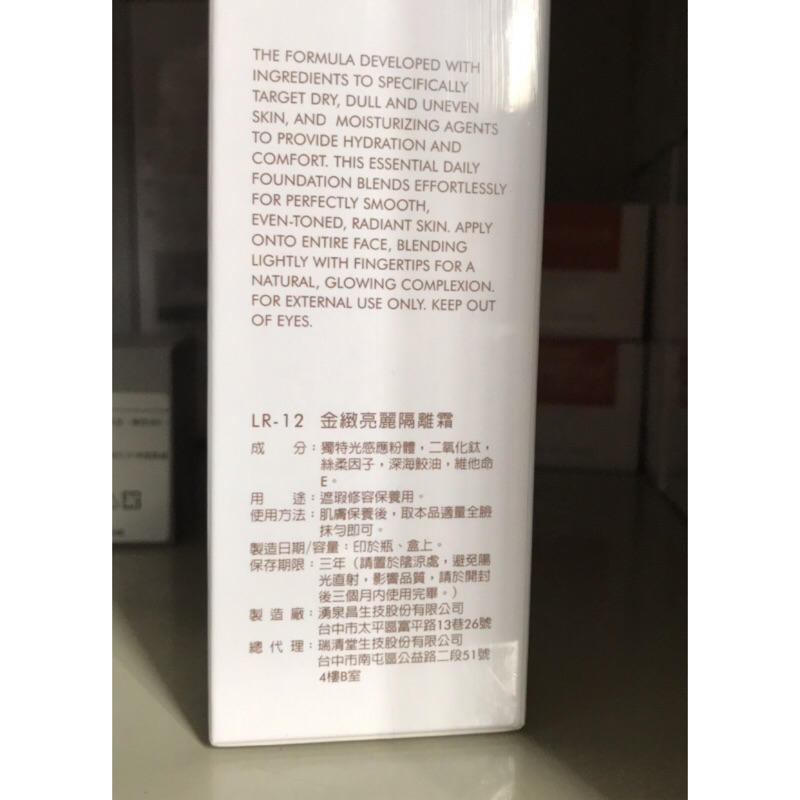 THE FORMULA DEVELOPED WITH
INGREDIENTS TO SPECIFICALLY
TARGET DRY, DULL AND UNEVEN
SKIN, AND MOISTURIZING AGENTS
TO PROVIDE HYDRATION AND
COMFORT. THIS ESSENTIAL DAILY
FOUNDATION BLENDS EFFORTLESSLY
FOR PERFECTLY SMOOTH,
EVEN-TONED, RADIANT SKIN. APPLY
ONTO ENTIRE FACE, BLENDING
LIGHTLY WITH FINGERTIPS FOR A
NATURAL, GLOWING COMPLEXION.
FOR EXTERNAL USE ONLY. KEEP OUT
OF EYES.
LR-12 金緻亮麗隔離霜
成 分：獨特光感應粉體，二氧化鈦，
絲柔因子，深海鮫油，維他命
E。
用 途：遮瑕修容保養用。
使用方法：肌膚保養後，取本品適量全臉
抹勻即可。
製造日期/容量：印於瓶、盒上。
保存期限：三年（請置於陰涼處，避免陽
光直射，影響品質，請於開封
後三個月內使用完畢。）
製 造 廠：湧泉昌生技股份有限公司
台中市太平區富平路13巷26號
總 代 理：瑞清堂生技股份有限公司
台中市南屯區公益路二段51號
4樓B室